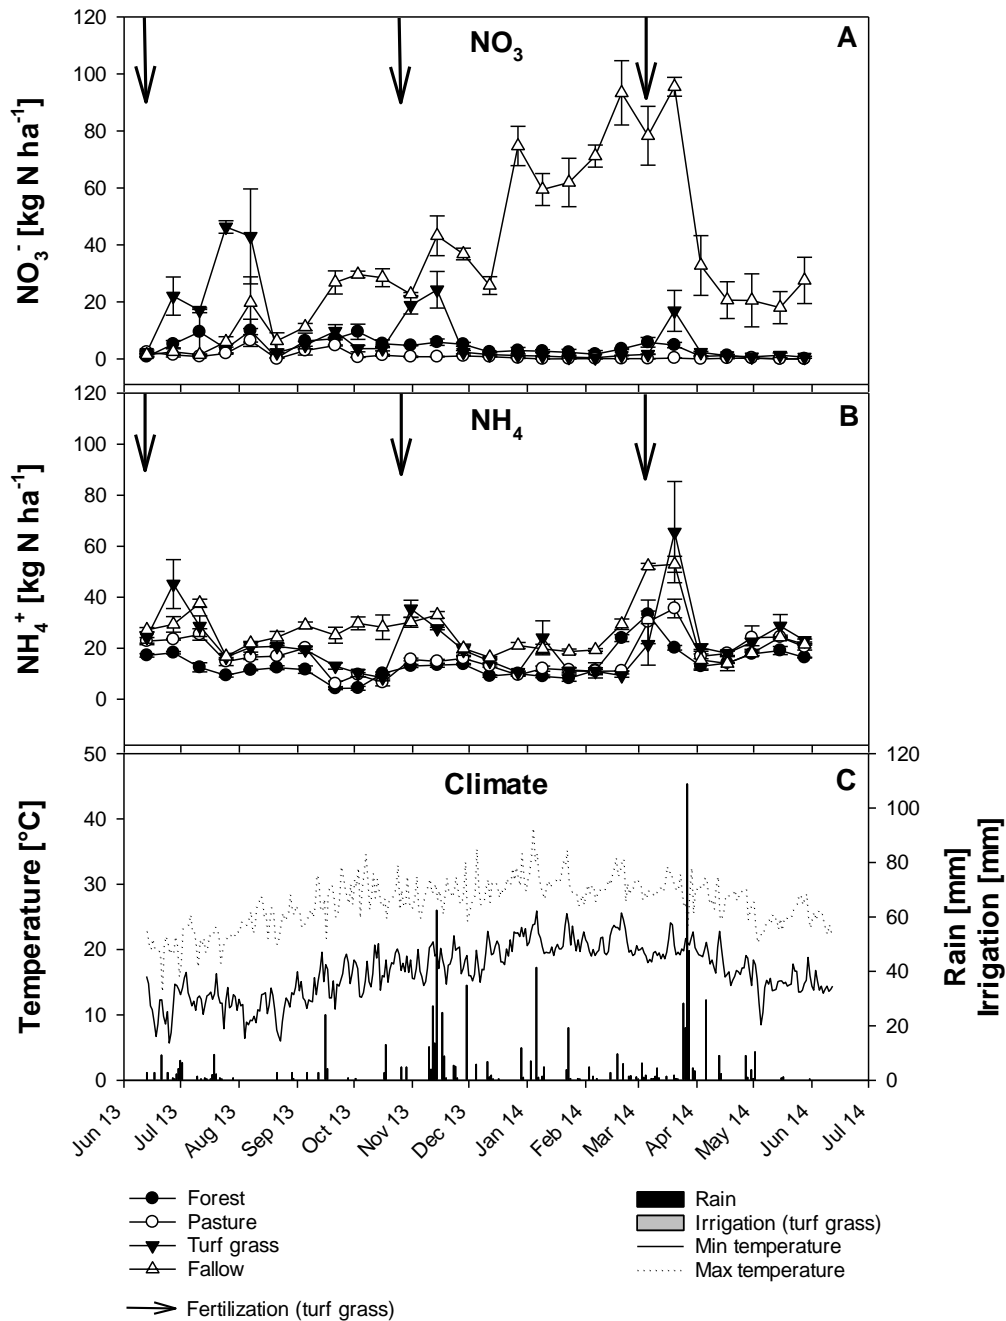 120
100
80
60
40
20
0
NO₃⁻ [kg N ha⁻¹]
NO₃
A
120
100
80
60
40
20
0
NH₄⁺ [kg N ha⁻¹]
NH₄
B
50
40
30
20
10
0
Temperature [°C]
Climate
C
120
100
80
60
40
20
0
Rain [mm]
Irrigation [mm]
Jun 13
Jul 13
Aug 13
Sep 13
Oct 13
Nov 13
Dec 13
Jan 14
Feb 14
Mar 14
Apr 14
May 14
Jun 14
Jul 14
Forest
Pasture
Turf grass
Fallow
Fertilization (turf grass)
Rain
Irrigation (turf grass)
Min temperature
Max temperature